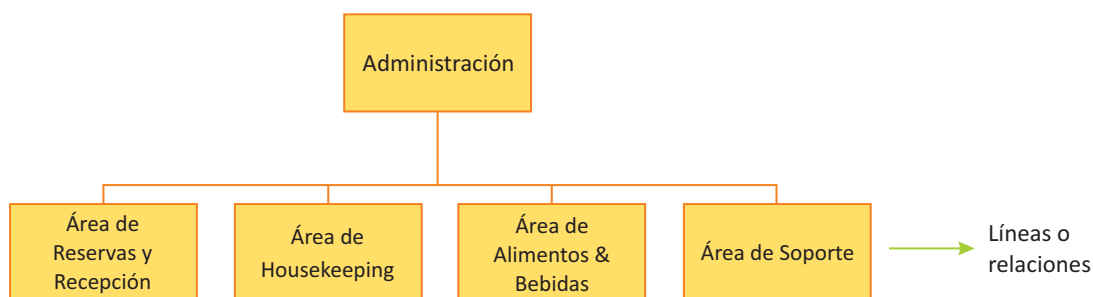 Administración
Área de
Reservas y
Recepción
Área de
Housekeeping
Área de
Alimentos &
Bebidas
Área de Soporte
Líneas o
relaciones